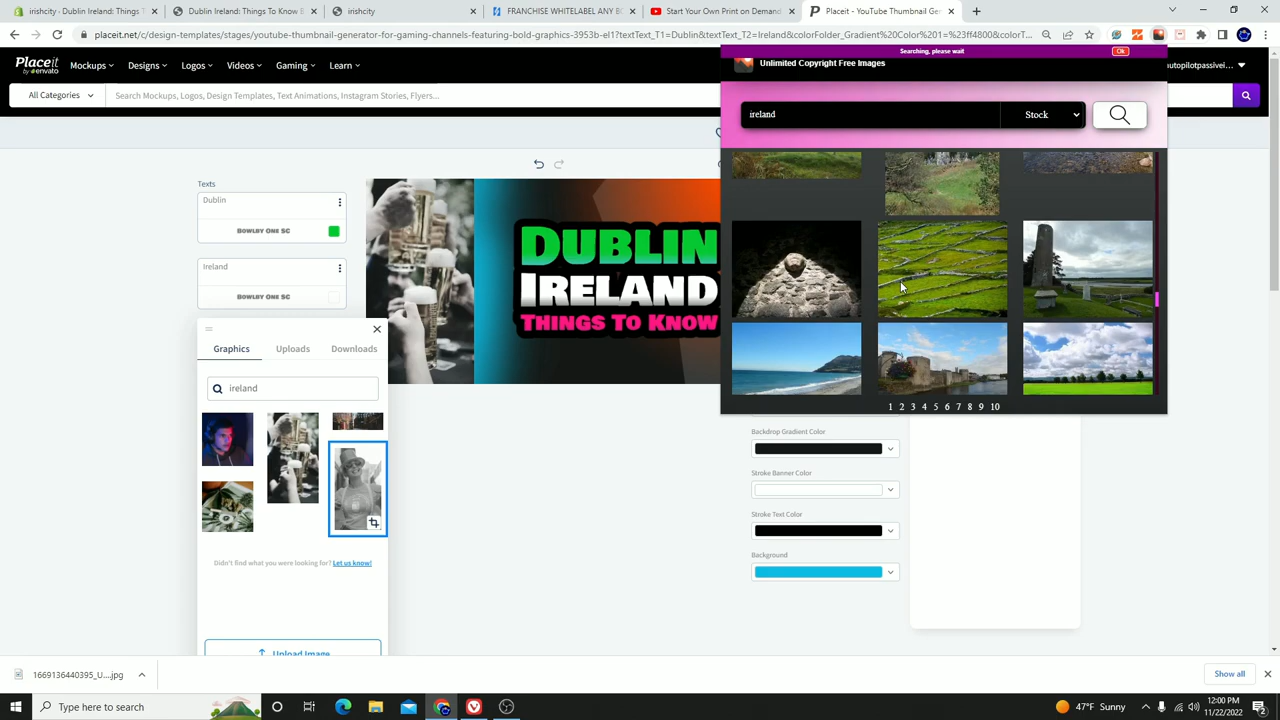 irishcity - Dublin Ireland: Things T
Dublin Ireland: Things To Know B
irishcity
FRANCHISE WHITELABEL ANY BO
Start Your Own Print on Demand
Placeit - Youtube Thumbnail Gene
placeit.net/c/design-templates/stages/youtube-thumbnail-generator-for-gaming-channels-featuring-bold-graphics-3953b-el1?textText_T1=Dublin&textText_T2=Ireland&colorFolder_Gradient%20Color%201=%23ff4800&colorT...
Searching, please wait
Ok
Placeit
by envato
Mockups
Designs
Logos
Videos
Gaming
Learn
Unlimited Copyright Free Images
autopilotpassivei...
All Categories
Search Mockups, Logos, Design Templates, Text Animations, Instagram Stories, Flyers...
ireland
Stock
Texts
Dublin
BOWLBY ONE SC
Ireland
BOWLBY ONE SC
DUBLIN
IRELAND
THINGS TO KNOW
Graphics
Uploads
Downloads
ireland
1 2 3 4 5 6 7 8 9 10
Backdrop Gradient Color
Stroke Banner Color
Stroke Text Color
Background
Didn't find what you were looking for? Let us know!
Upload Image
1669136440395_U....jpg
Show all
Type here to search
47°F Sunny
12:00 PM
11/22/2022
2